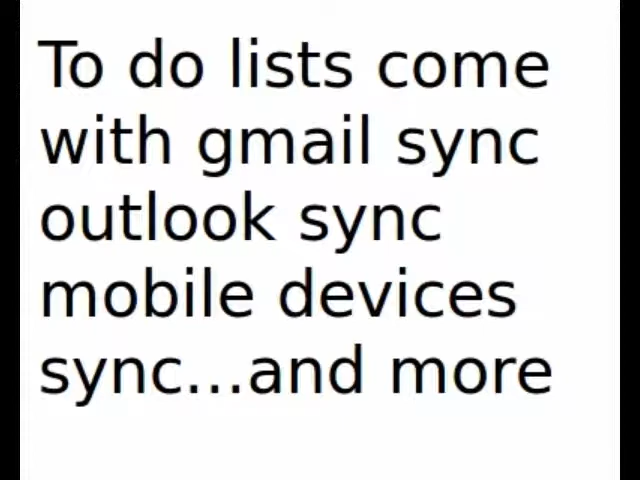 To do lists come
with gmail sync
outlook sync
mobile devices
sync...and more